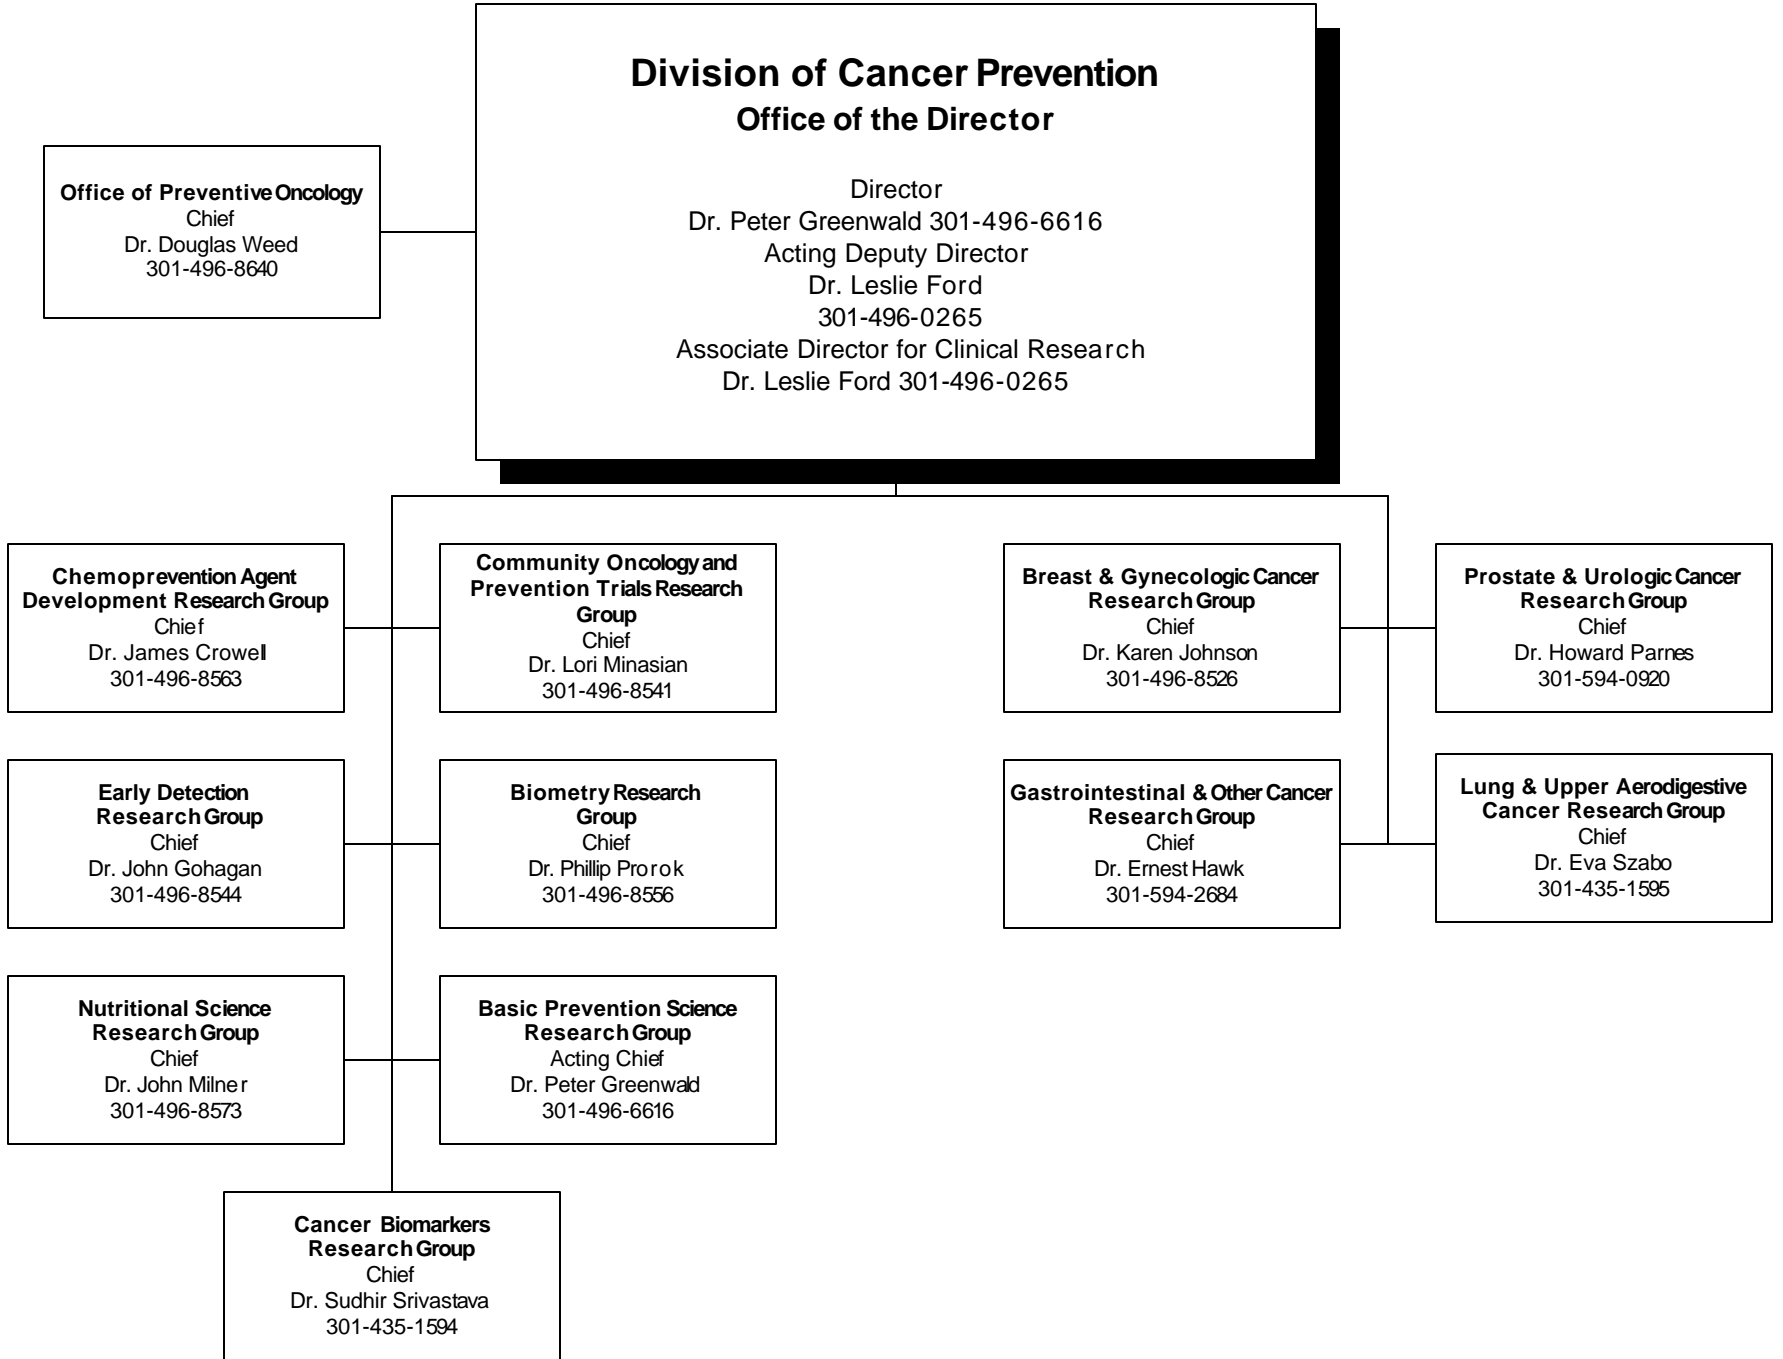 Division of Cancer Prevention
Office of the Director
Director
Dr. Peter Greenwald 301-496-6616
Acting Deputy Director
Dr. Leslie Ford
301-496-0265
Associate Director for Clinical Research
Dr. Leslie Ford 301-496-0265
Office of Preventive Oncology
Chief
Dr. Douglas Weed
301-496-8640
Chemoprevention Agent
Development Research Group
Chief
Dr. James Crowell
301-496-8563
Community Oncology and
Prevention Trials Research
Group
Chief
Dr. Lori Minasian
301-496-8541
Breast & Gynecologic Cancer
Research Group
Chief
Dr. Karen Johnson
301-496-8526
Prostate & Urologic Cancer
Research Group
Chief
Dr. Howard Parnes
301-594-0920
Early Detection
Research Group
Chief
Dr. John Gohagan
301-496-8544
Biometry Research
Group
Chief
Dr. Phillip Prorok
301-496-8556
Gastrointestinal & Other Cancer
Research Group
Chief
Dr. Ernest Hawk
301-594-2684
Lung & Upper Aerodigestive
Cancer Research Group
Chief
Dr. Eva Szabo
301-435-1595
Nutritional Science
Research Group
Chief
Dr. John Milner
301-496-8573
Basic Prevention Science
Research Group
Acting Chief
Dr. Peter Greenwald
301-496-6616
Cancer Biomarkers
Research Group
Chief
Dr. Sudhir Srivastava
301-435-1594